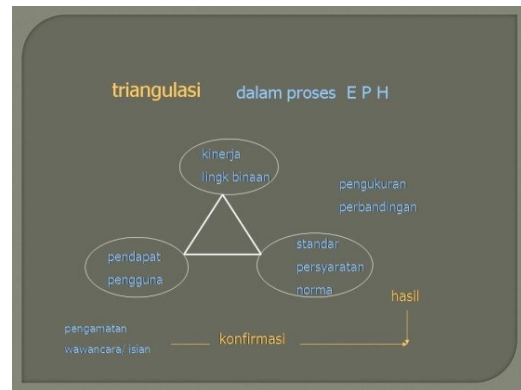 triangulasi dalam proses E P H
kinerja
lingk binaan
pengukuran
perbandingan
pendapat
pengguna
standar
persyaratan
norma
hasil
pengamatan
wawancara/ isian
konfirmasi